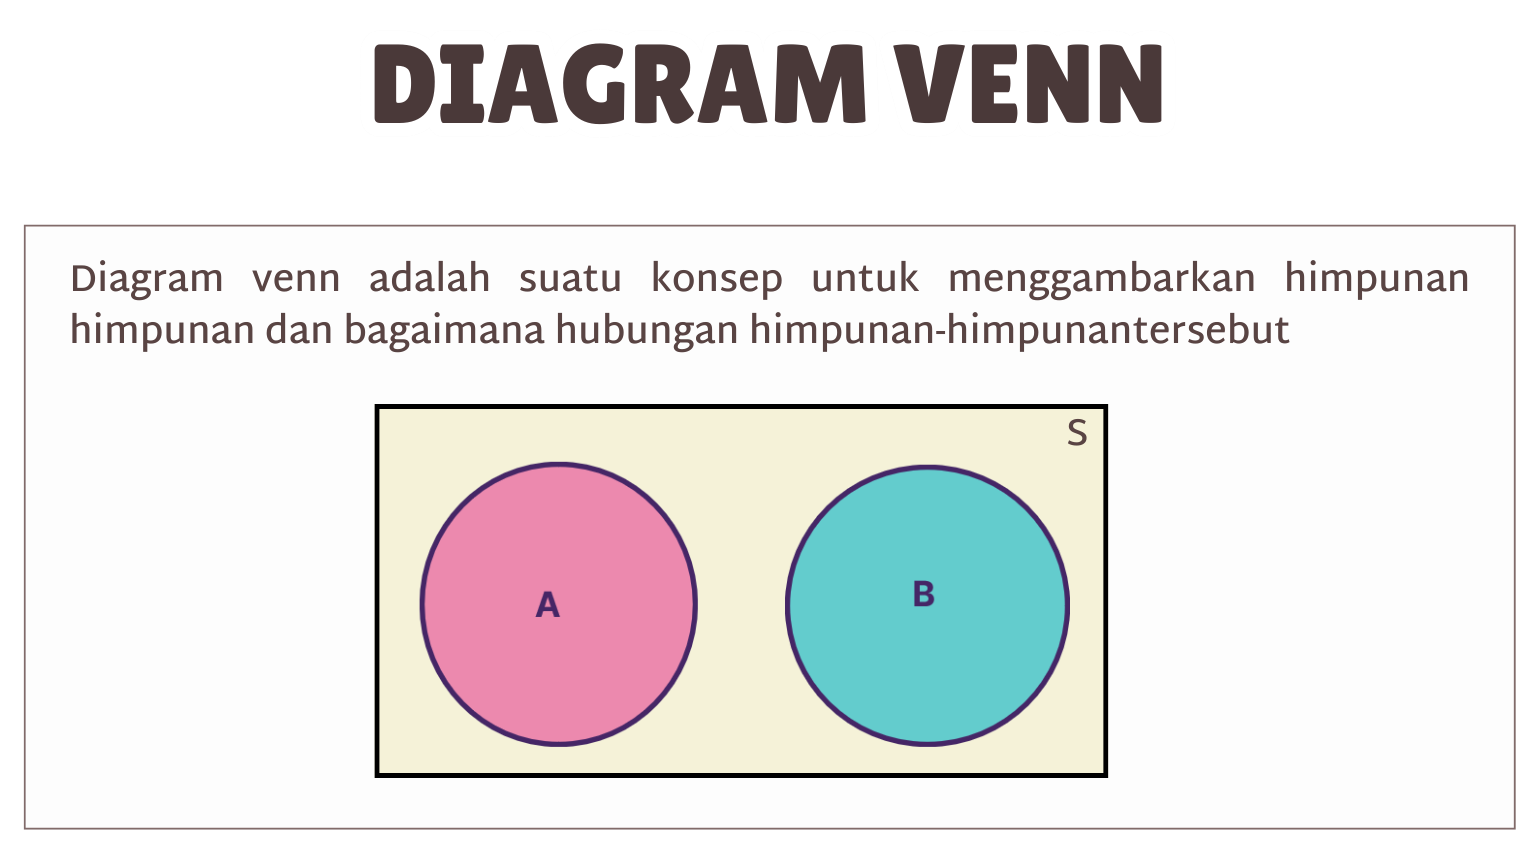 DIAGRAM VENN
Diagram venn adalah suatu konsep untuk menggambarkan himpunan
himpunan dan bagaimana hubungan himpunan-himpunantersebut
S
A
B